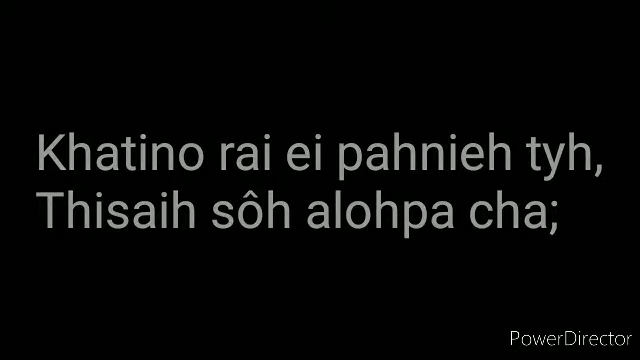 Khatino rai ei pahnieh tyh,
Thisaih sôh alohpa cha;
PowerDirector